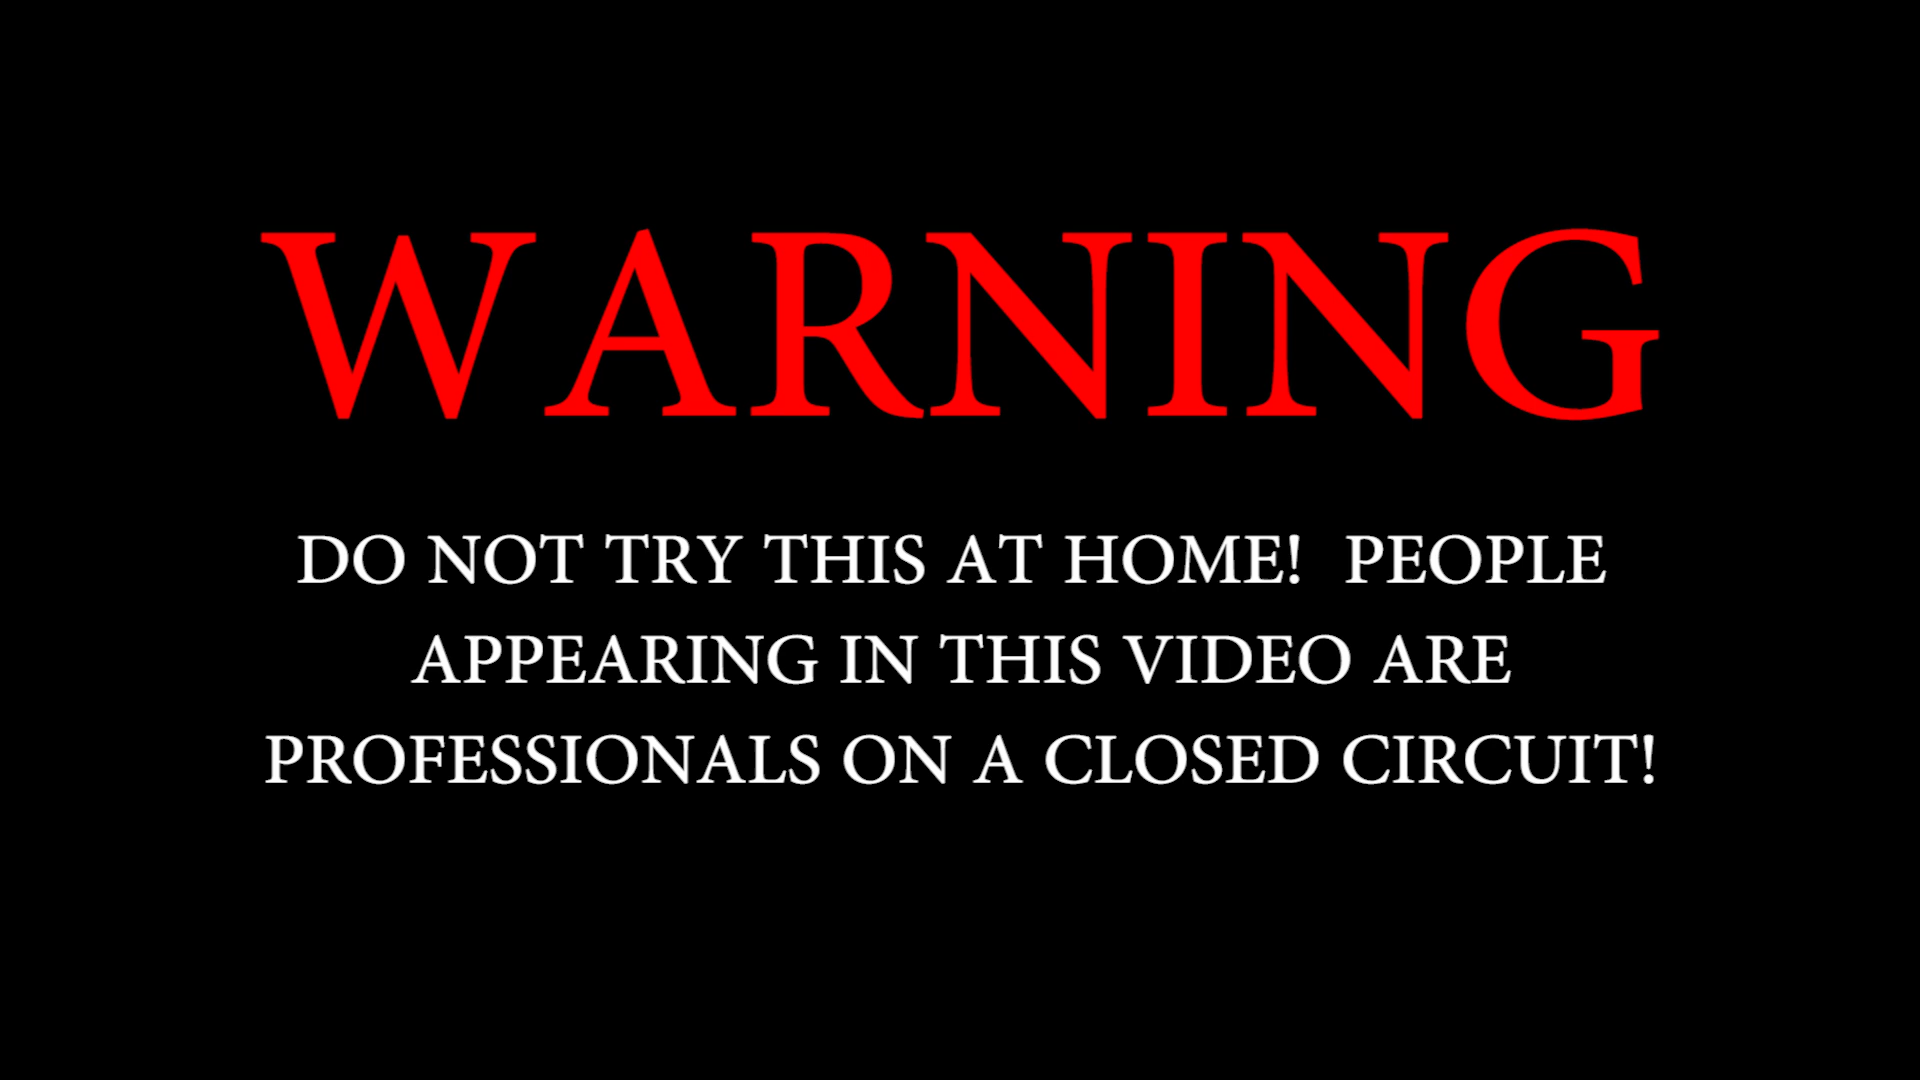 WARNING
DO NOT TRY THIS AT HOME!  PEOPLE
APPEARING IN THIS VIDEO ARE
PROFESSIONALS ON A CLOSED CIRCUIT!